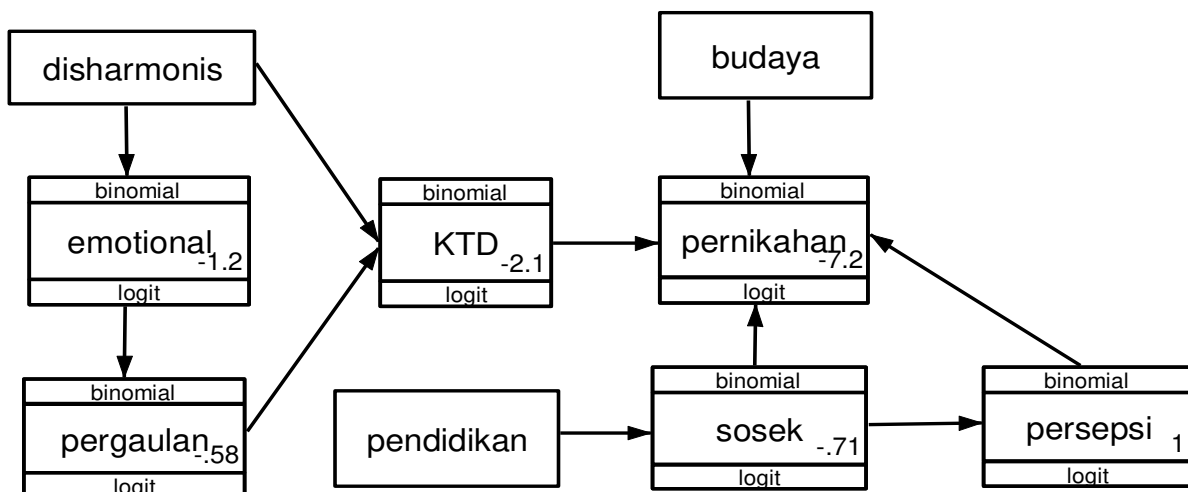 disharmonis
budaya
binomial
emotional
-1.2
logit
binomial
KTD
-2.1
logit
binomial
pernikahan
-7.2
logit
binomial
pergaulan
-.58
logit
pendidikan
binomial
sosek
-.71
logit
binomial
persepsi
1
logit